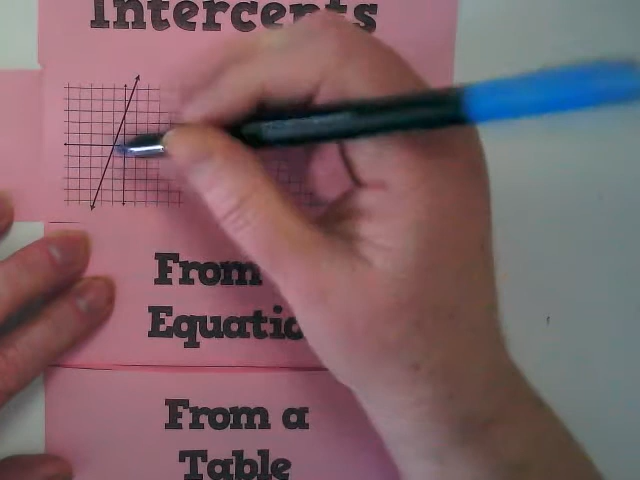 Intercepts
From
Equatio
From a
Table